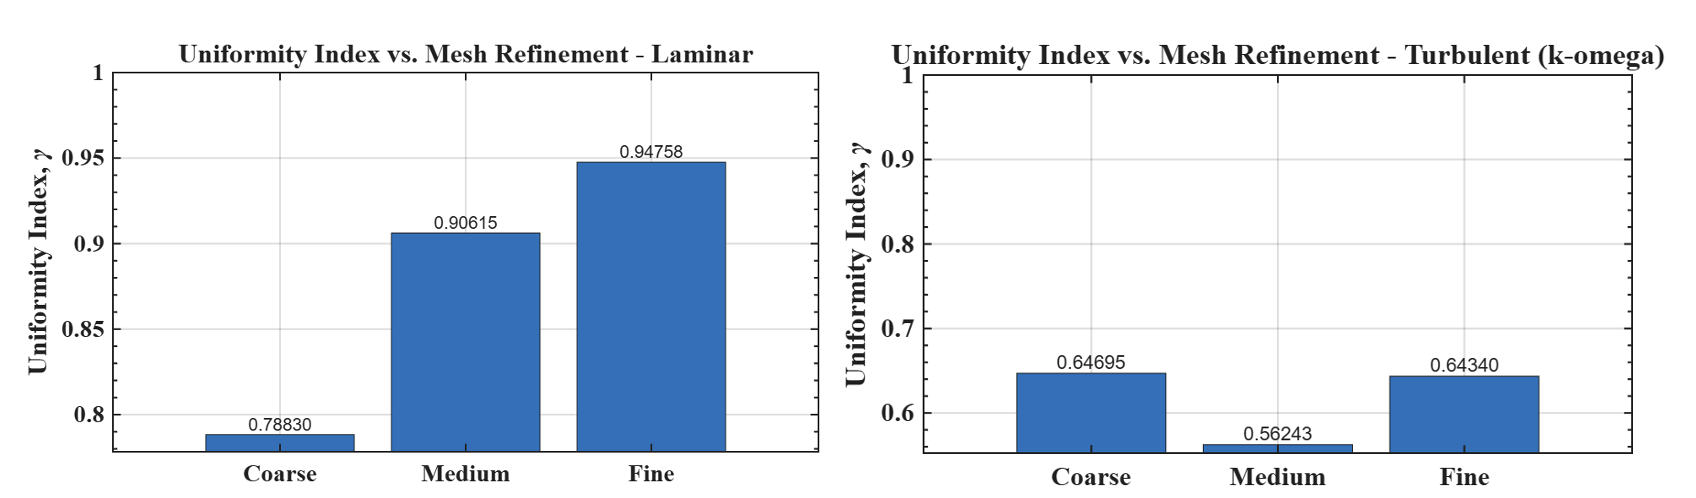 Uniformity Index vs. Mesh Refinement - Laminar
Uniformity Index, γ
1
0.95
0.9
0.85
0.8
0.78830
0.90615
0.94758
Coarse
Medium
Fine
Uniformity Index vs. Mesh Refinement - Turbulent (k-omega)
Uniformity Index, γ
1
0.9
0.8
0.7
0.6
0.64695
0.56243
0.64340
Coarse
Medium
Fine